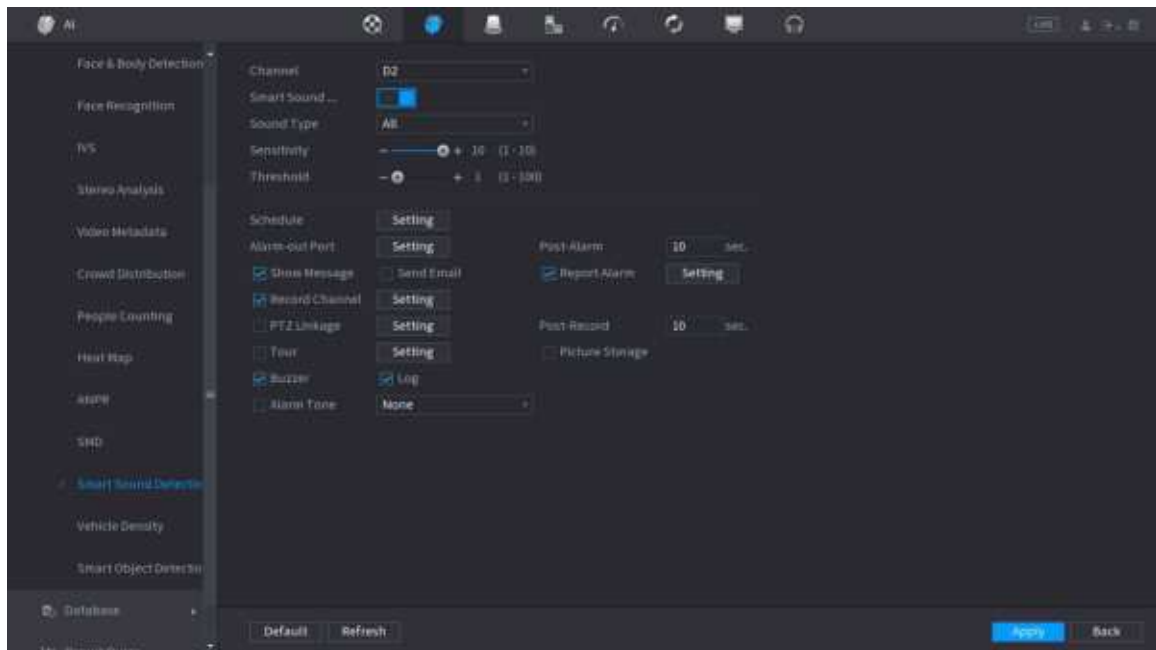 AI
LIVE
Face & Body Detection
Face Recognition
IVS
Stereo Analysis
Video Metadata
Crowd Distribution
People Counting
Heat Map
ANPR
SMD
Smart Sound Detectio
Vehicle Density
Smart Object Detectio
Database
Channel D2
Smart Sound ...
Sound Type All
Sensitivity - + 10 (1 - 10)
Threshold - + 1 (1 - 100)
Schedule Setting
Alarm-out Port Setting Post-Alarm 10 sec.
Show Message Send Email Report Alarm Setting
Record Channel Setting
PTZ Linkage Setting Post-Record 10 sec.
Tour Setting Picture Storage
Buzzer Log
Alarm Tone None
Default Refresh Apply Back